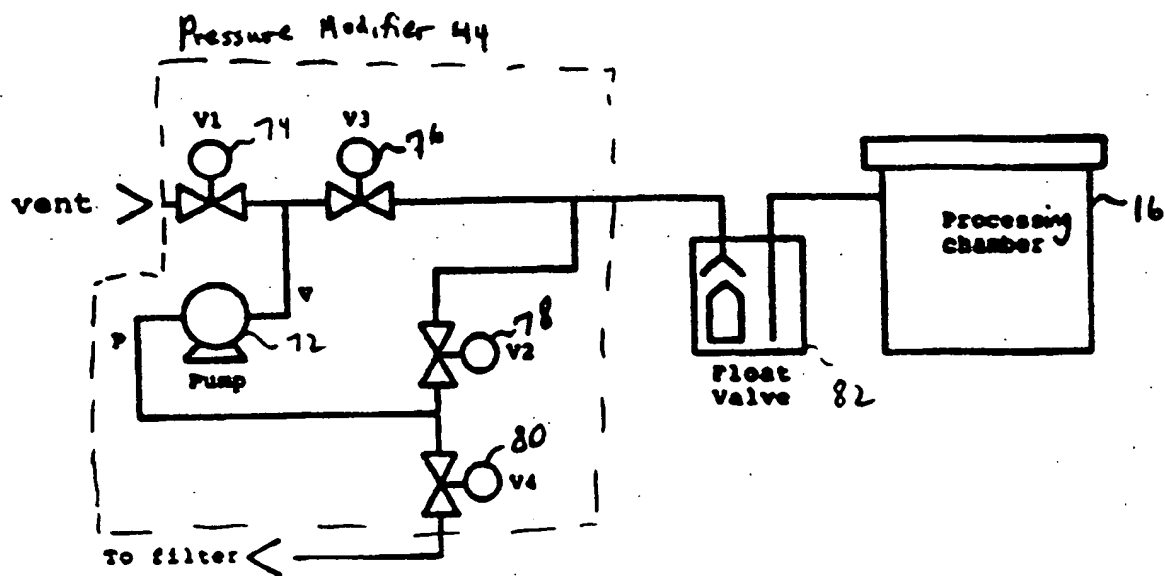 Pressure Modifier 44
V1
74
V3
76
vent
Processing
chamber
16
V
P
72
Pump
78
V2
Float
Valve
82
80
V4
To filter